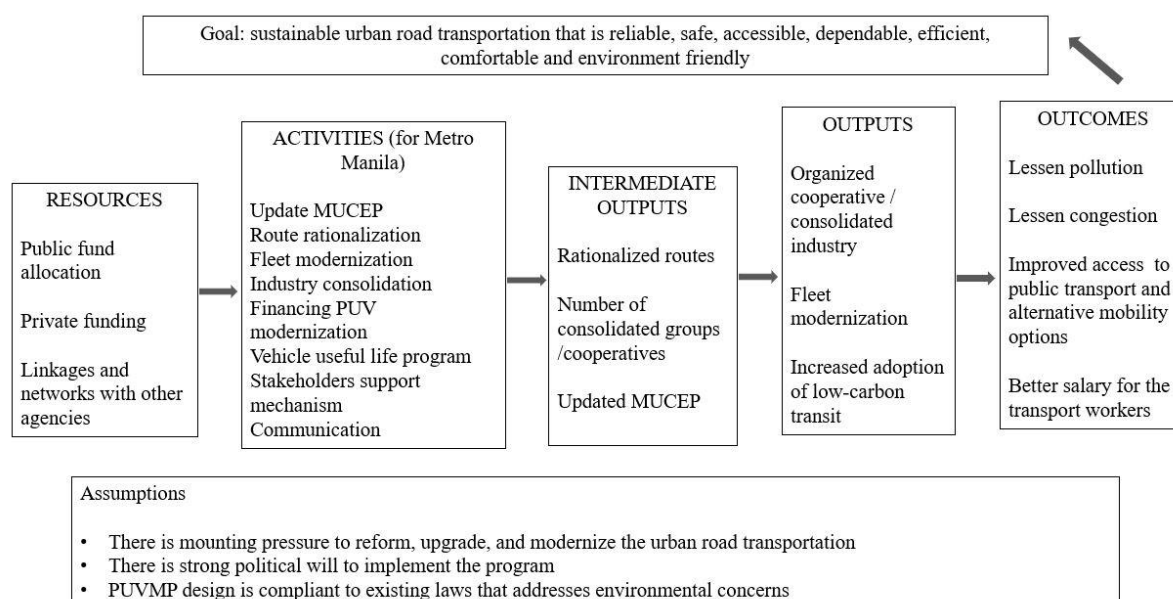 Goal: sustainable urban road transportation that is reliable, safe, accessible, dependable, efficient,
comfortable and environment friendly
RESOURCES
Public fund
allocation
Private funding
Linkages and
networks with other
agencies
ACTIVITIES (for Metro
Manila)
Update MUCEP
Route rationalization
Fleet modernization
Industry consolidation
Financing PUV
modernization
Vehicle useful life program
Stakeholders support
mechanism
Communication
INTERMEDIATE
OUTPUTS
Rationalized routes
Number of
consolidated groups
/cooperatives
Updated MUCEP
OUTPUTS
Organized
cooperative /
consolidated
industry
Fleet
modernization
Increased adoption
of low-carbon
transit
OUTCOMES
Lessen pollution
Lessen congestion
Improved access to
public transport and
alternative mobility
options
Better salary for the
transport workers
Assumptions
• There is mounting pressure to reform, upgrade, and modernize the urban road transportation
• There is strong political will to implement the program
• PUVMP design is compliant to existing laws that addresses environmental concerns